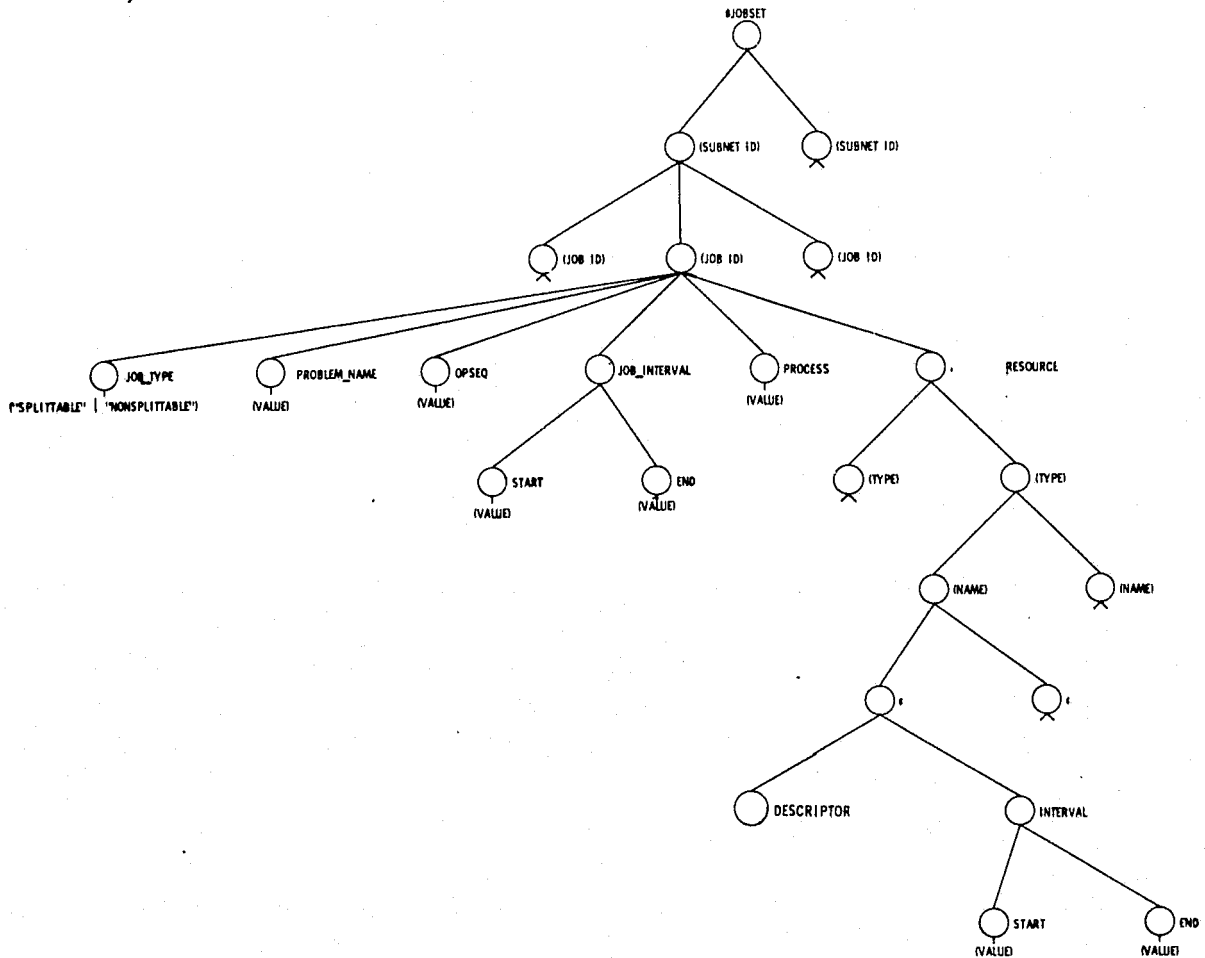 #JOBSET
(SUBNET ID) (SUBNET ID)
(JOB ID) (JOB ID) (JOB ID)
JOB_TYPE PROBLEM_NAME OPSEQ JOB_INTERVAL PROCESS RESOURCE
("SPLITTABLE" | "NONSPLITTABLE") (VALUE) (VALUE) (VALUE)
START END (TYPE) (TYPE)
(VALUE) (VALUE)
(NAME) (NAME)
DESCRIPTOR INTERVAL
START END
(VALUE) (VALUE)